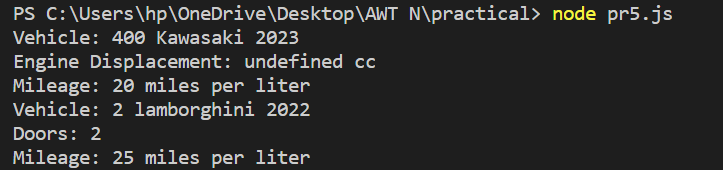 PS C:\Users\hp\OneDrive\Desktop\AWT N\practical> node pr5.js
Vehicle: 400 Kawasaki 2023
Engine Displacement: undefined cc
Mileage: 20 miles per liter
Vehicle: 2 lamborghini 2022
Doors: 2
Mileage: 25 miles per liter